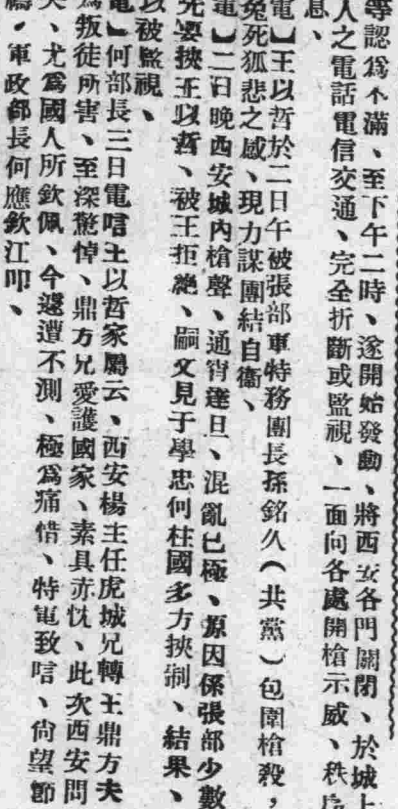 等認爲不滿、至下午二時、遂開始發動、將西安各門關閉、於城上
人之電話電信交通、完全折斷或監視、一面向各處開槍示威、秩序
息、
電】王以哲於二日午被張部軍特務團長孫銘久(共黨)包圍槍殺，
兔死狐悲之感、現力謀團結自衞、
電】二日晚西安城內槍聲、通宵達旦、混亂已極、原因係張部少數
先要挾王以哲、被王拒絶、嗣又見于學忠何柱國多方挾制、結果、
以被監視、
電】何部長三日電唁王以哲家屬云、西安楊主任虎城兄轉王鼎方夫
爲叛徒所害、至深驚悼、鼎方兄愛護國家、素具赤忱、此次西安問
矢、尤爲國人所欽佩、今遽遭不測、極爲痛惜、特電致唁、尙望節
軍政部長何應欽江叩、